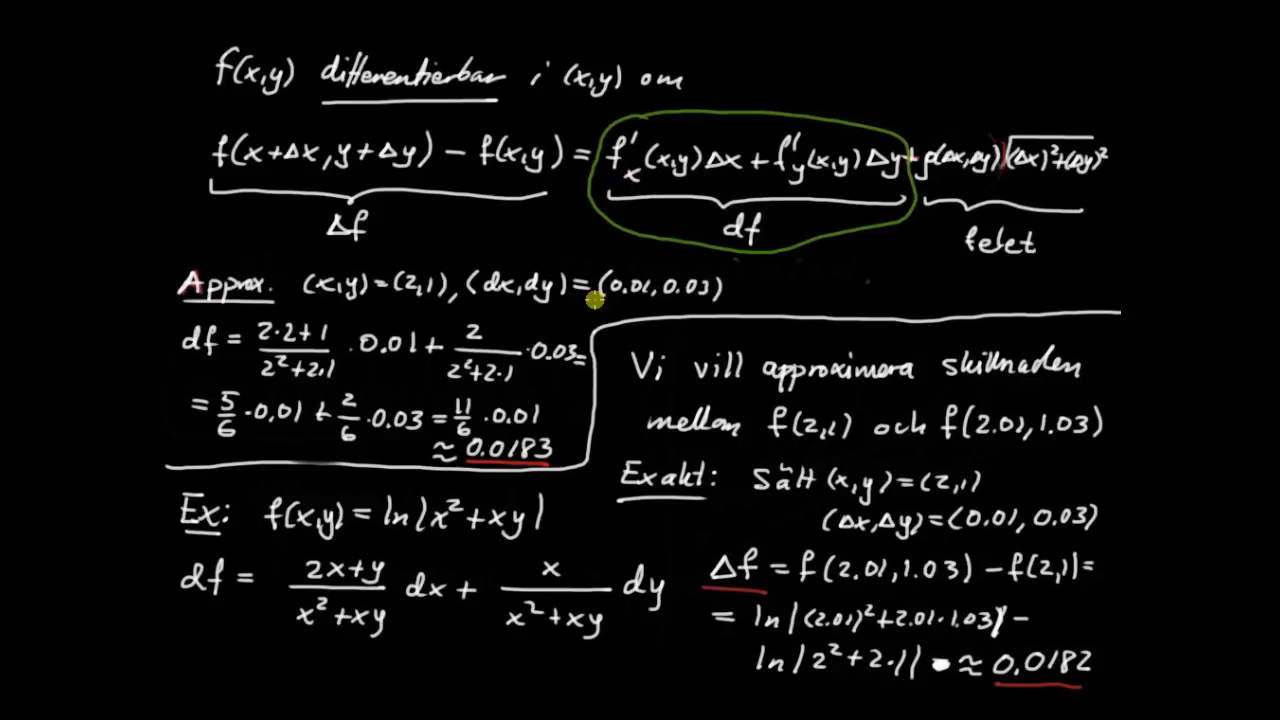 f(x,y) differentierbar i (x,y) om
f(x+Δx, y+Δy) − f(x,y) = f'ₓ(x,y)Δx + f'ᵧ(x,y)Δy + ρ(Δx,Δy)√((Δx)²+(Δy)²)
Δf df felet
Approx. (x,y)=(2,1), (dx,dy)=(0.01, 0.03)
df = (2·2+1)/(2²+2·1) · 0.01 + 2/(2²+2·1) · 0.03 =
= 5/6 · 0.01 + 2/6 · 0.03 = 11/6 · 0.01
≈ 0.0183
Ex: f(x,y) = ln|x²+xy|
df = (2x+y)/(x²+xy) dx + x/(x²+xy) dy
Vi vill approximera skillnaden
mellan f(2,1) och f(2.01, 1.03)
Exakt: Sätt (x,y)=(2,1)
(Δx,Δy)=(0.01, 0.03)
Δf = f(2.01, 1.03) − f(2,1) =
= ln|(2.01)²+2.01·1.03| −
ln|2²+2·1| ≈ 0.0182